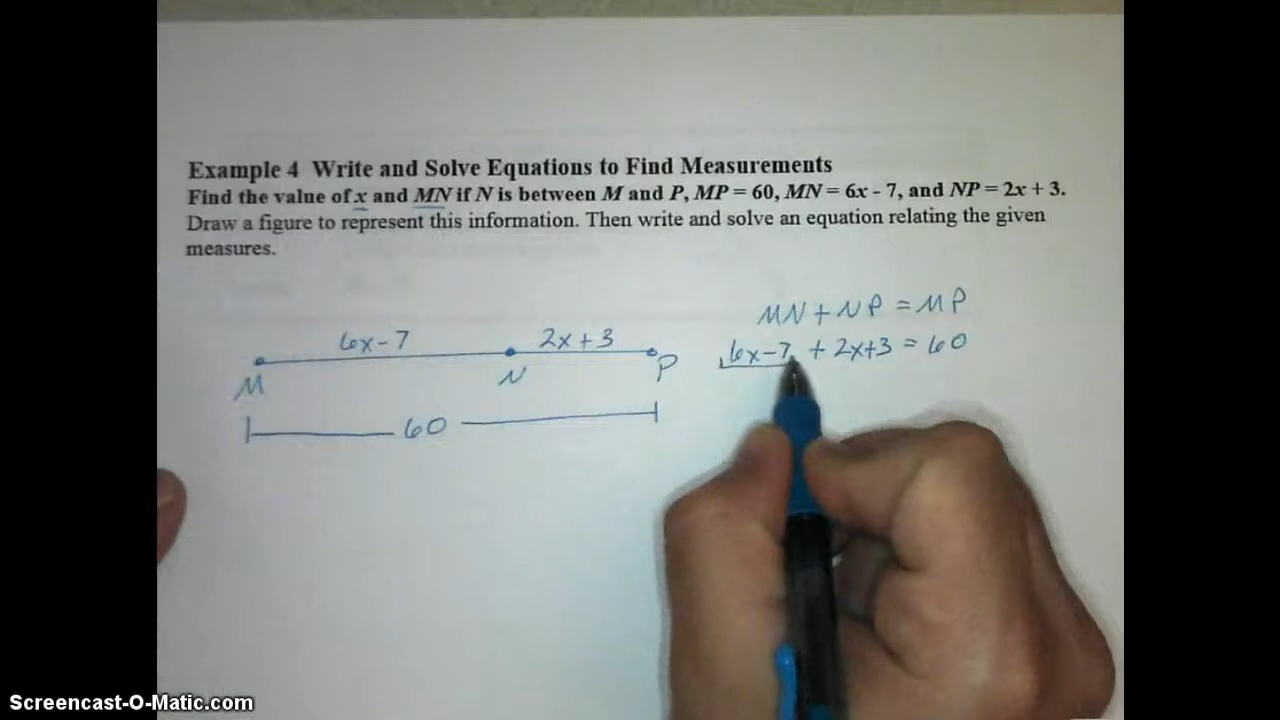 Example 4 Write and Solve Equations to Find Measurements
Find the value of x and MN if N is between M and P, MP = 60, MN = 6x - 7, and NP = 2x + 3.
Draw a figure to represent this information. Then write and solve an equation relating the given
measures.
MN + NP = MP
6x - 7 2x + 3
6x - 7 + 2x + 3 = 60
M N P
60
Screencast-O-Matic.com